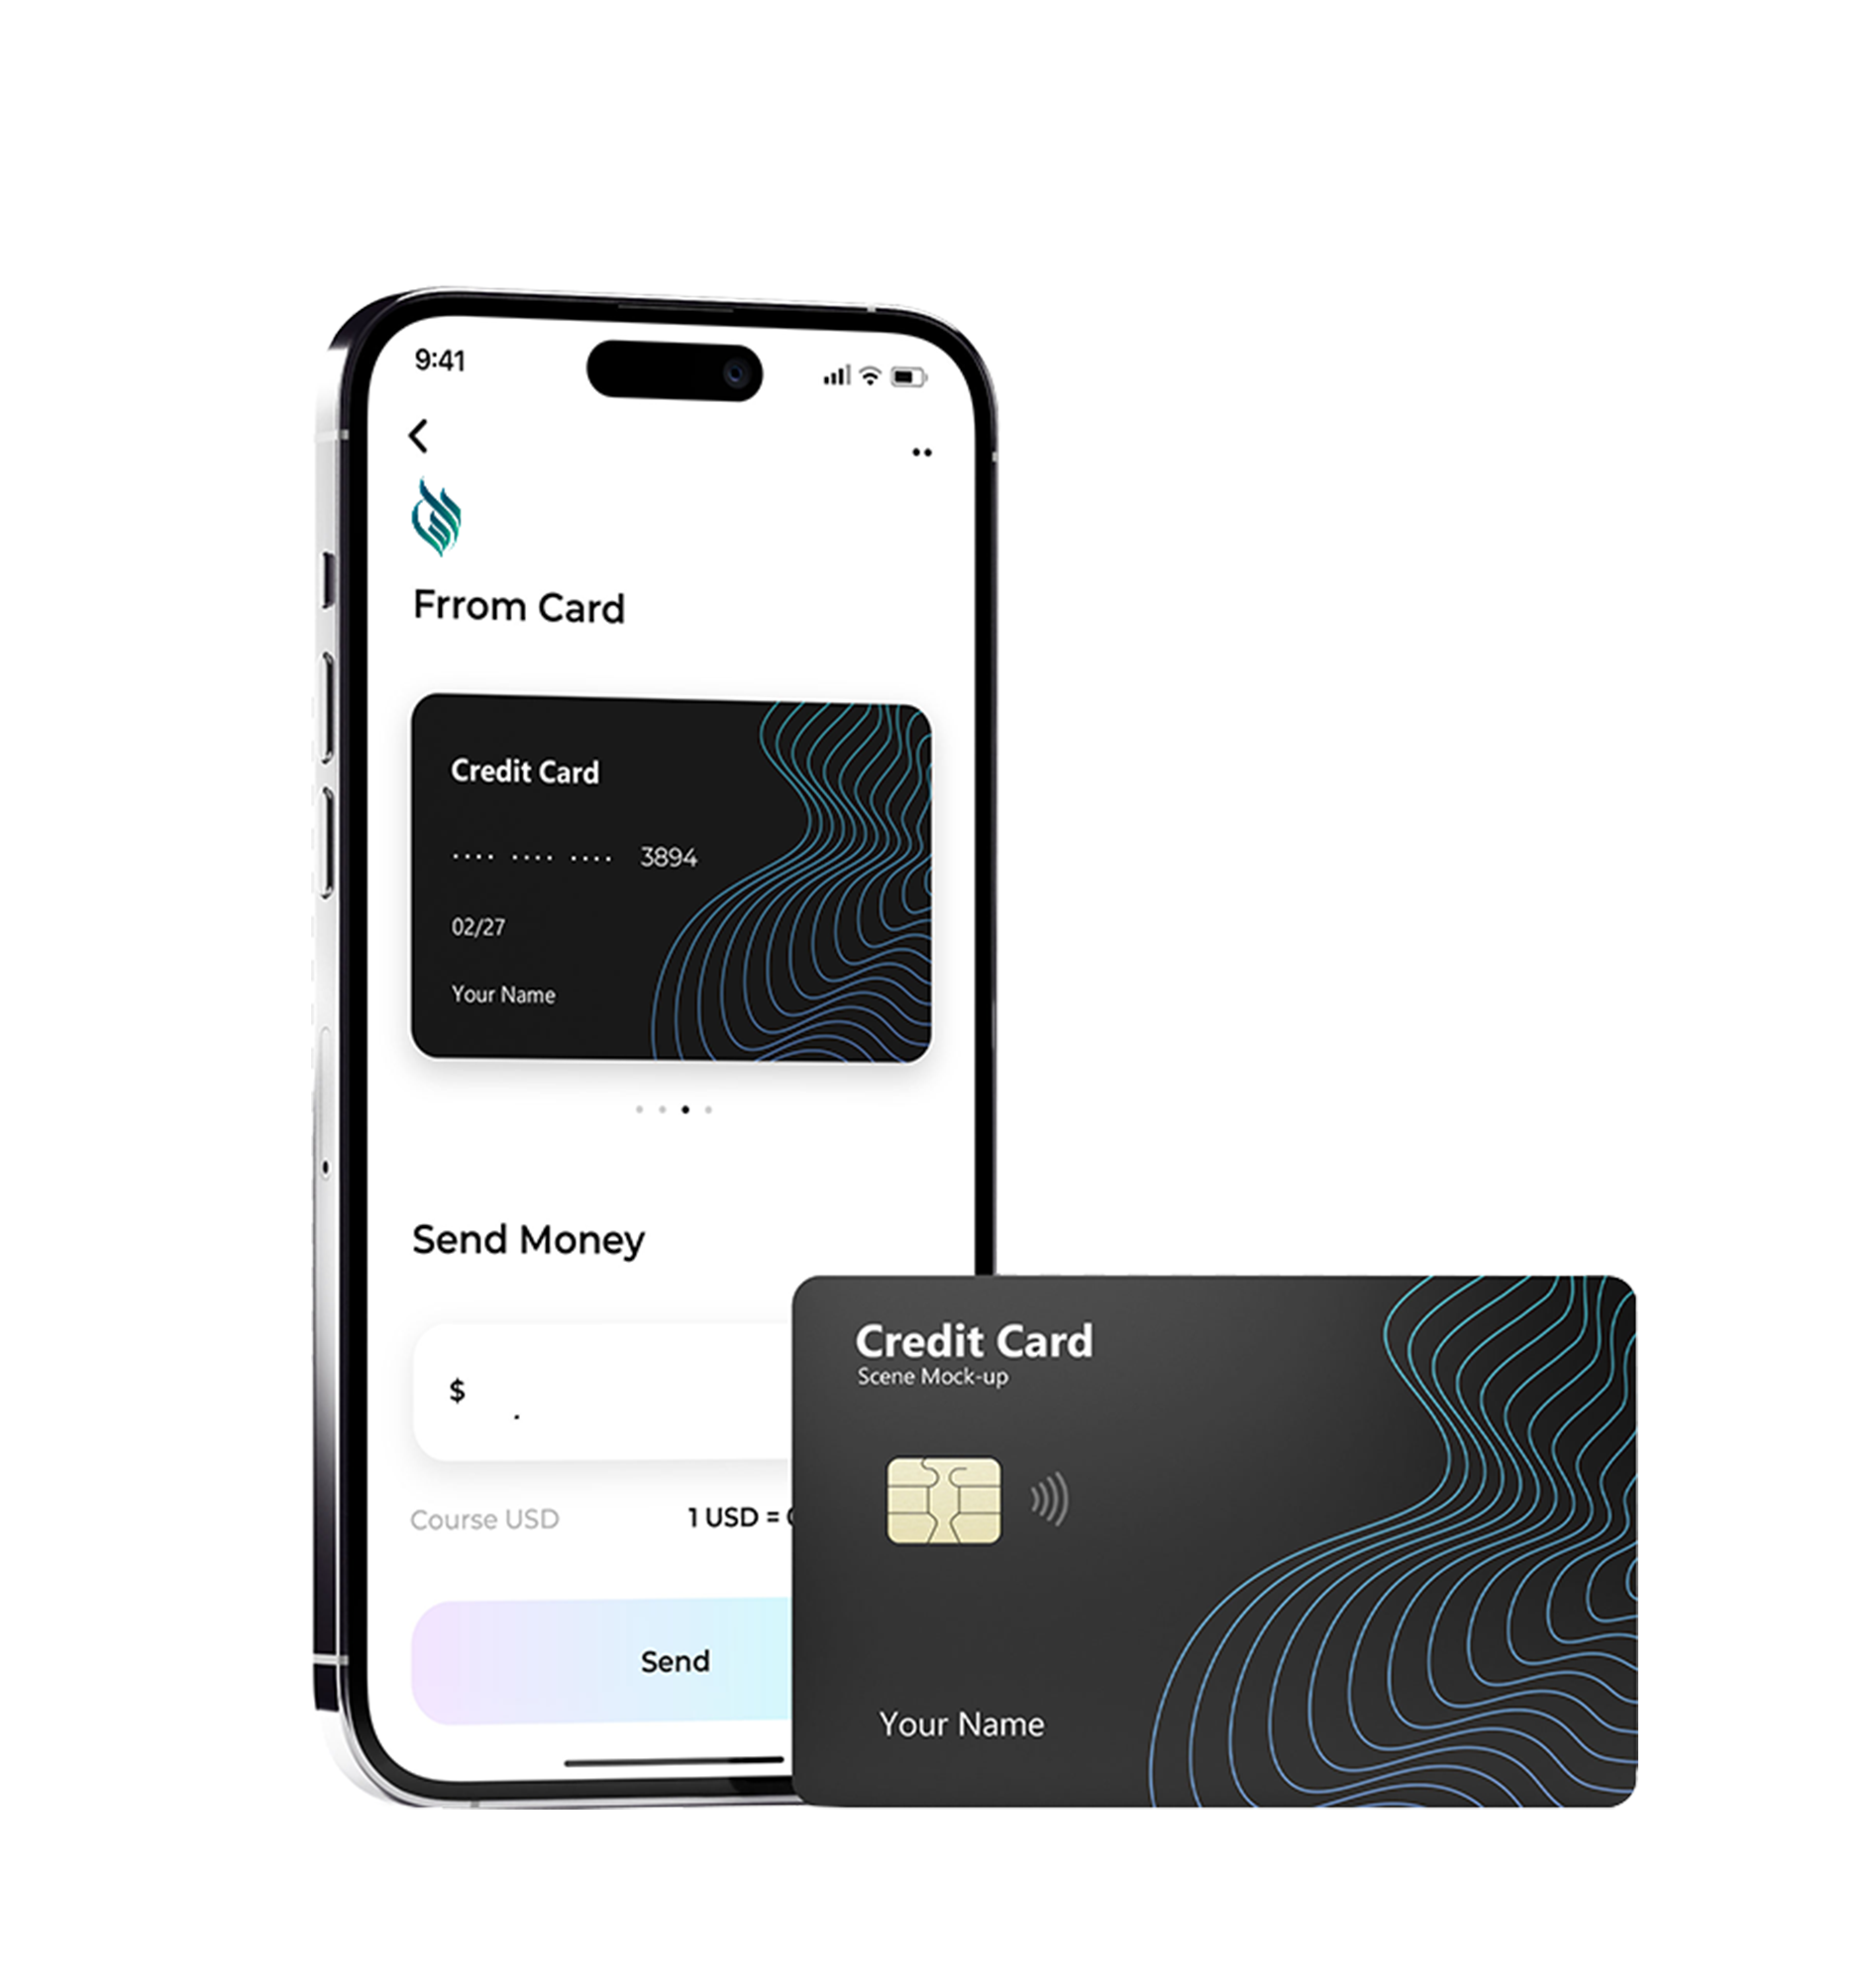 9:41
Frrom Card
Credit Card
•••• •••• •••• 3894
02/27
Your Name
Send Money
$ .
Course USD 1 USD =
Send
Credit Card
Scene Mock-up
Your Name